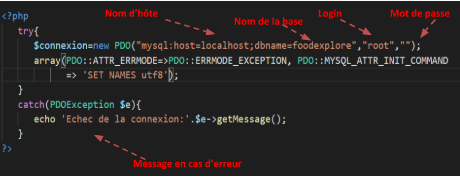 <?php
Nom d'hôte
Nom de la base
Login
Mot de passe
try{
$connexion=new PDO("mysql:host=localhost;dbname=foodexplore","root","");
array(PDO::ATTR_ERRMODE=>PDO::ERRMODE_EXCEPTION, PDO::MYSQL_ATTR_INIT_COMMAND
=> 'SET NAMES utf8');
}
catch(PDOException $e){
echo 'Echec de la connexion:'.$e->getMessage();
}
?>
Message en cas d'erreur